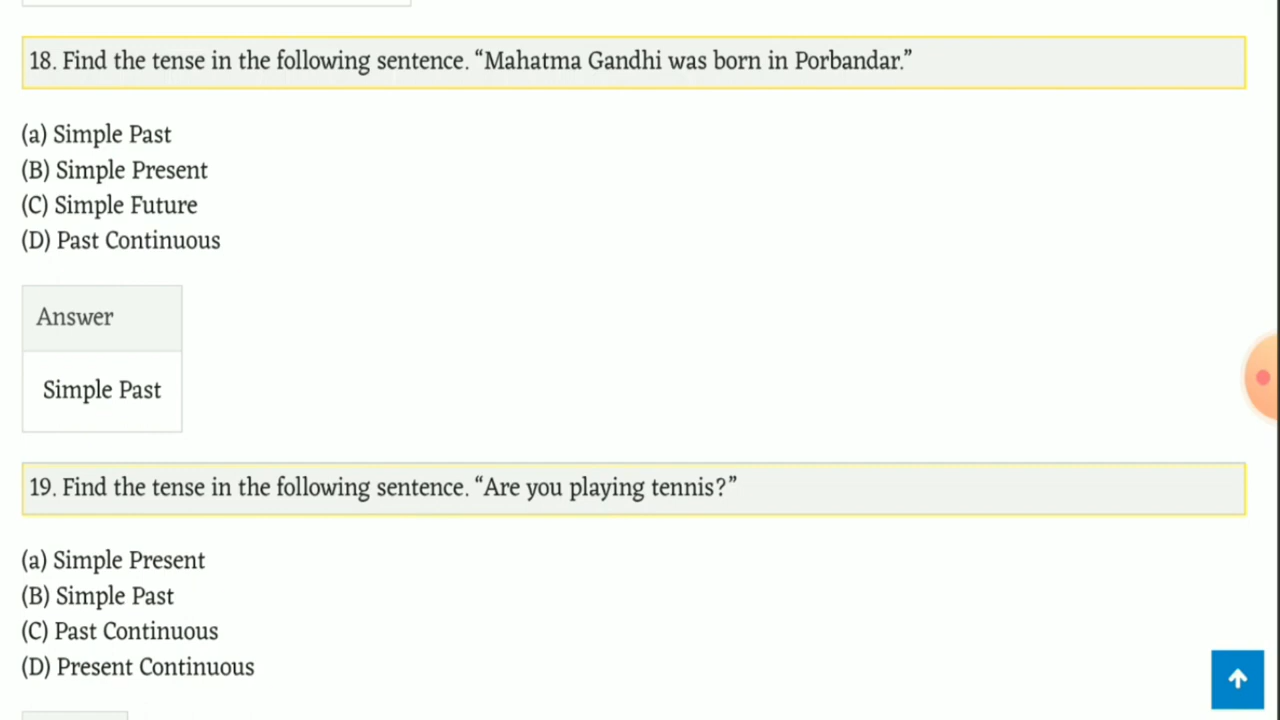 18. Find the tense in the following sentence. “Mahatma Gandhi was born in Porbandar.”
(a) Simple Past
(B) Simple Present
(C) Simple Future
(D) Past Continuous
Answer
Simple Past
19. Find the tense in the following sentence. “Are you playing tennis?”
(a) Simple Present
(B) Simple Past
(C) Past Continuous
(D) Present Continuous